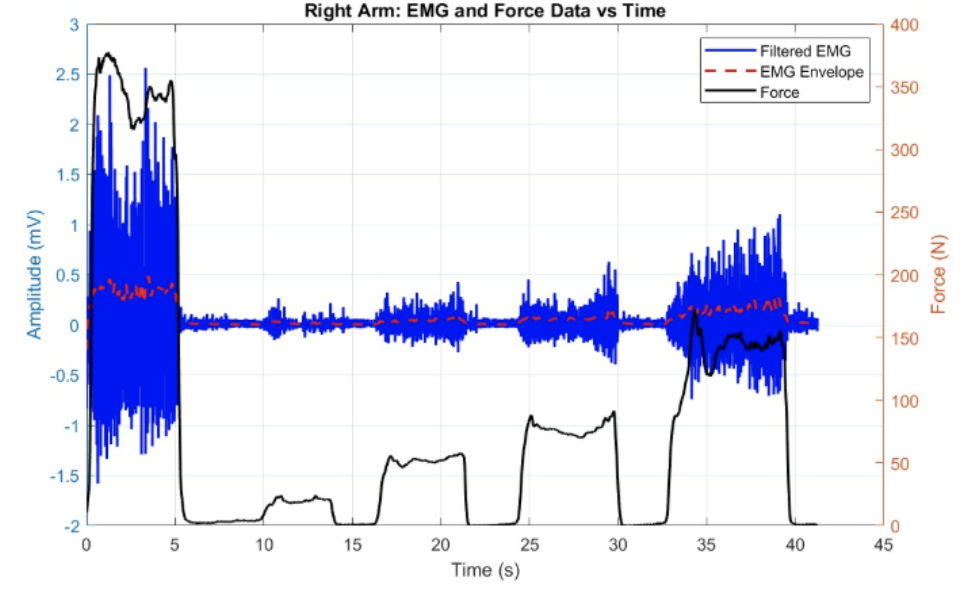 Right Arm: EMG and Force Data vs Time
Filtered EMG
EMG Envelope
Force
Amplitude (mV)
3
2.5
2
1.5
1
0.5
0
-0.5
-1
-1.5
-2
400
350
300
250
200
150
100
50
0
Force (N)
0 5 10 15 20 25 30 35 40 45
Time (s)